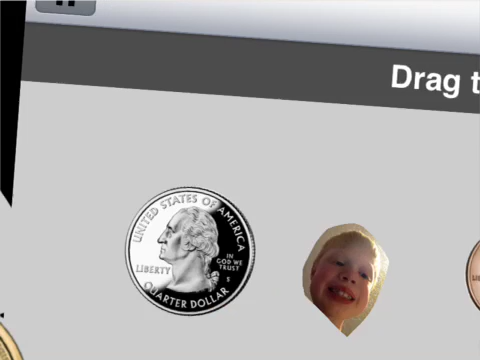 Drag t
UNITED STATES OF AMERICA
LIBERTY
IN
GOD WE
TRUST
S
QUARTER DOLLAR